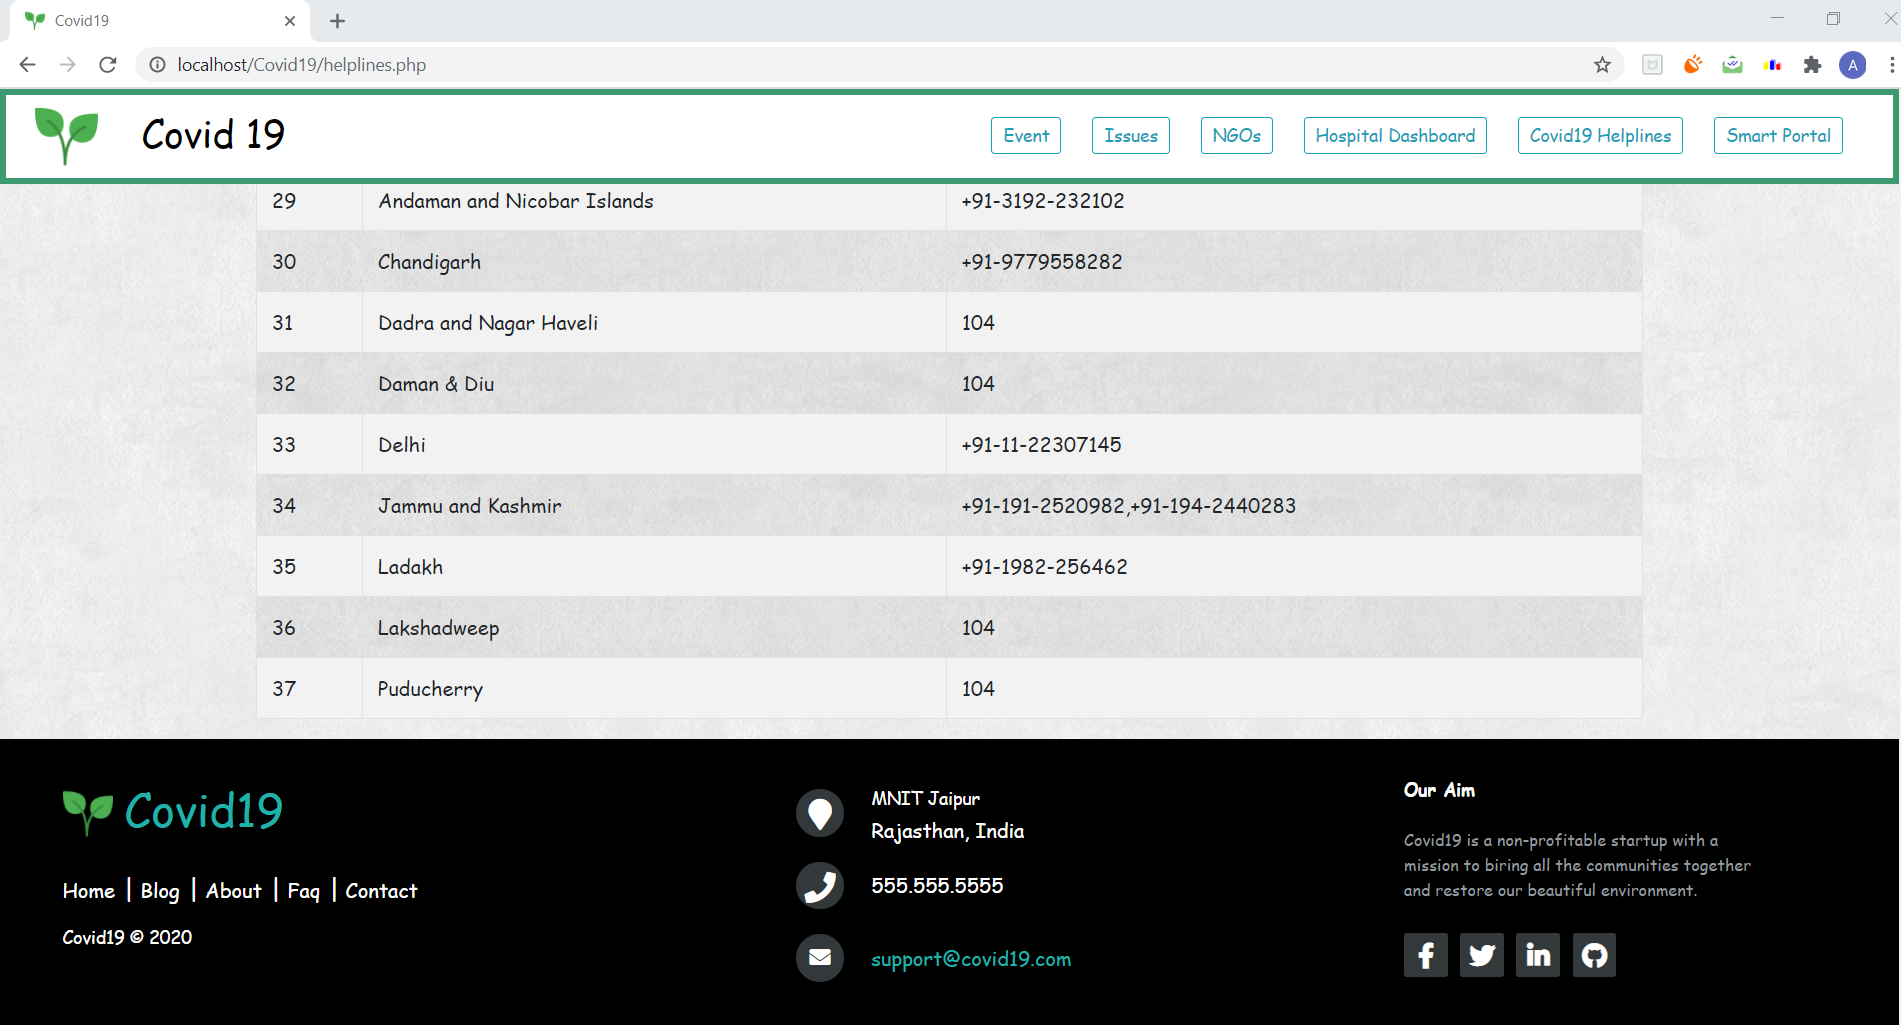 Covid19
localhost/Covid19/helplines.php
A
Covid 19
Event
Issues
NGOs
Hospital Dashboard
Covid19 Helplines
Smart Portal
29 Andaman and Nicobar Islands +91-3192-232102
30 Chandigarh +91-9779558282
31 Dadra and Nagar Haveli 104
32 Daman & Diu 104
33 Delhi +91-11-22307145
34 Jammu and Kashmir +91-191-2520982,+91-194-2440283
35 Ladakh +91-1982-256462
36 Lakshadweep 104
37 Puducherry 104
Covid19
Home | Blog | About | Faq | Contact
Covid19 © 2020
MNIT Jaipur
Rajasthan, India
555.555.5555
support@covid19.com
Our Aim
Covid19 is a non-profitable startup with a
mission to biring all the communities together
and restore our beautiful environment.